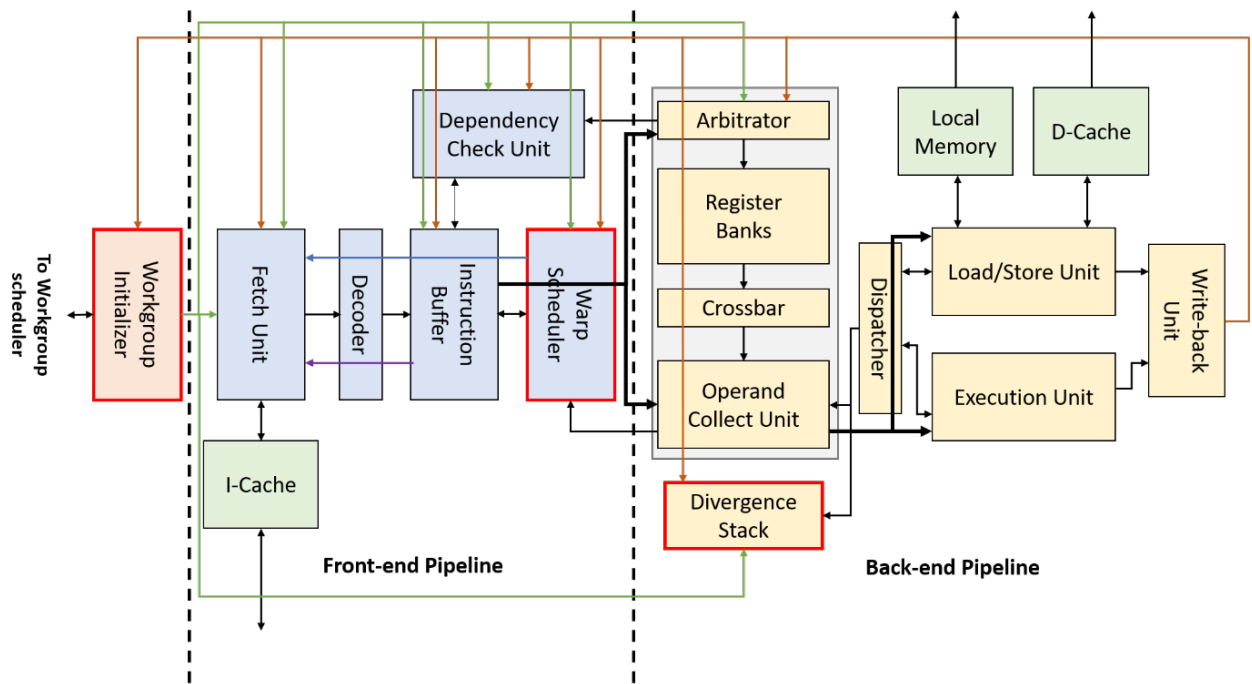 Dependency
Check Unit
Arbitrator
Local
Memory
D-Cache
Register
Banks
To Workgroup
scheduler
Workgroup
Initializer
Fetch Unit
Decoder
Instruction
Buffer
Warp
Scheduler
Crossbar
Dispatcher
Load/Store Unit
Write-back
Unit
Operand
Collect Unit
Execution Unit
I-Cache
Divergence
Stack
Front-end Pipeline
Back-end Pipeline